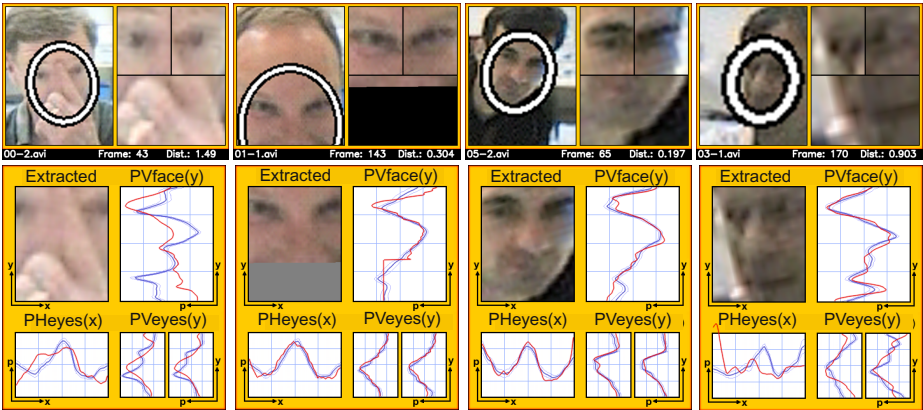 00-2.avi Frame: 43 Dist.: 1.49
01-1.avi Frame: 143 Dist.: 0.304
05-2.avi Frame: 65 Dist.: 0.197
03-1.avi Frame: 170 Dist.: 0.903
Extracted PVface(y)
y x y p
PHeyes(x) PVeyes(y)
p x y p
Extracted PVface(y)
y x y p
PHeyes(x) PVeyes(y)
p x y p
Extracted PVface(y)
y x y p
PHeyes(x) PVeyes(y)
p x y p
Extracted PVface(y)
y x y p
PHeyes(x) PVeyes(y)
p x y p